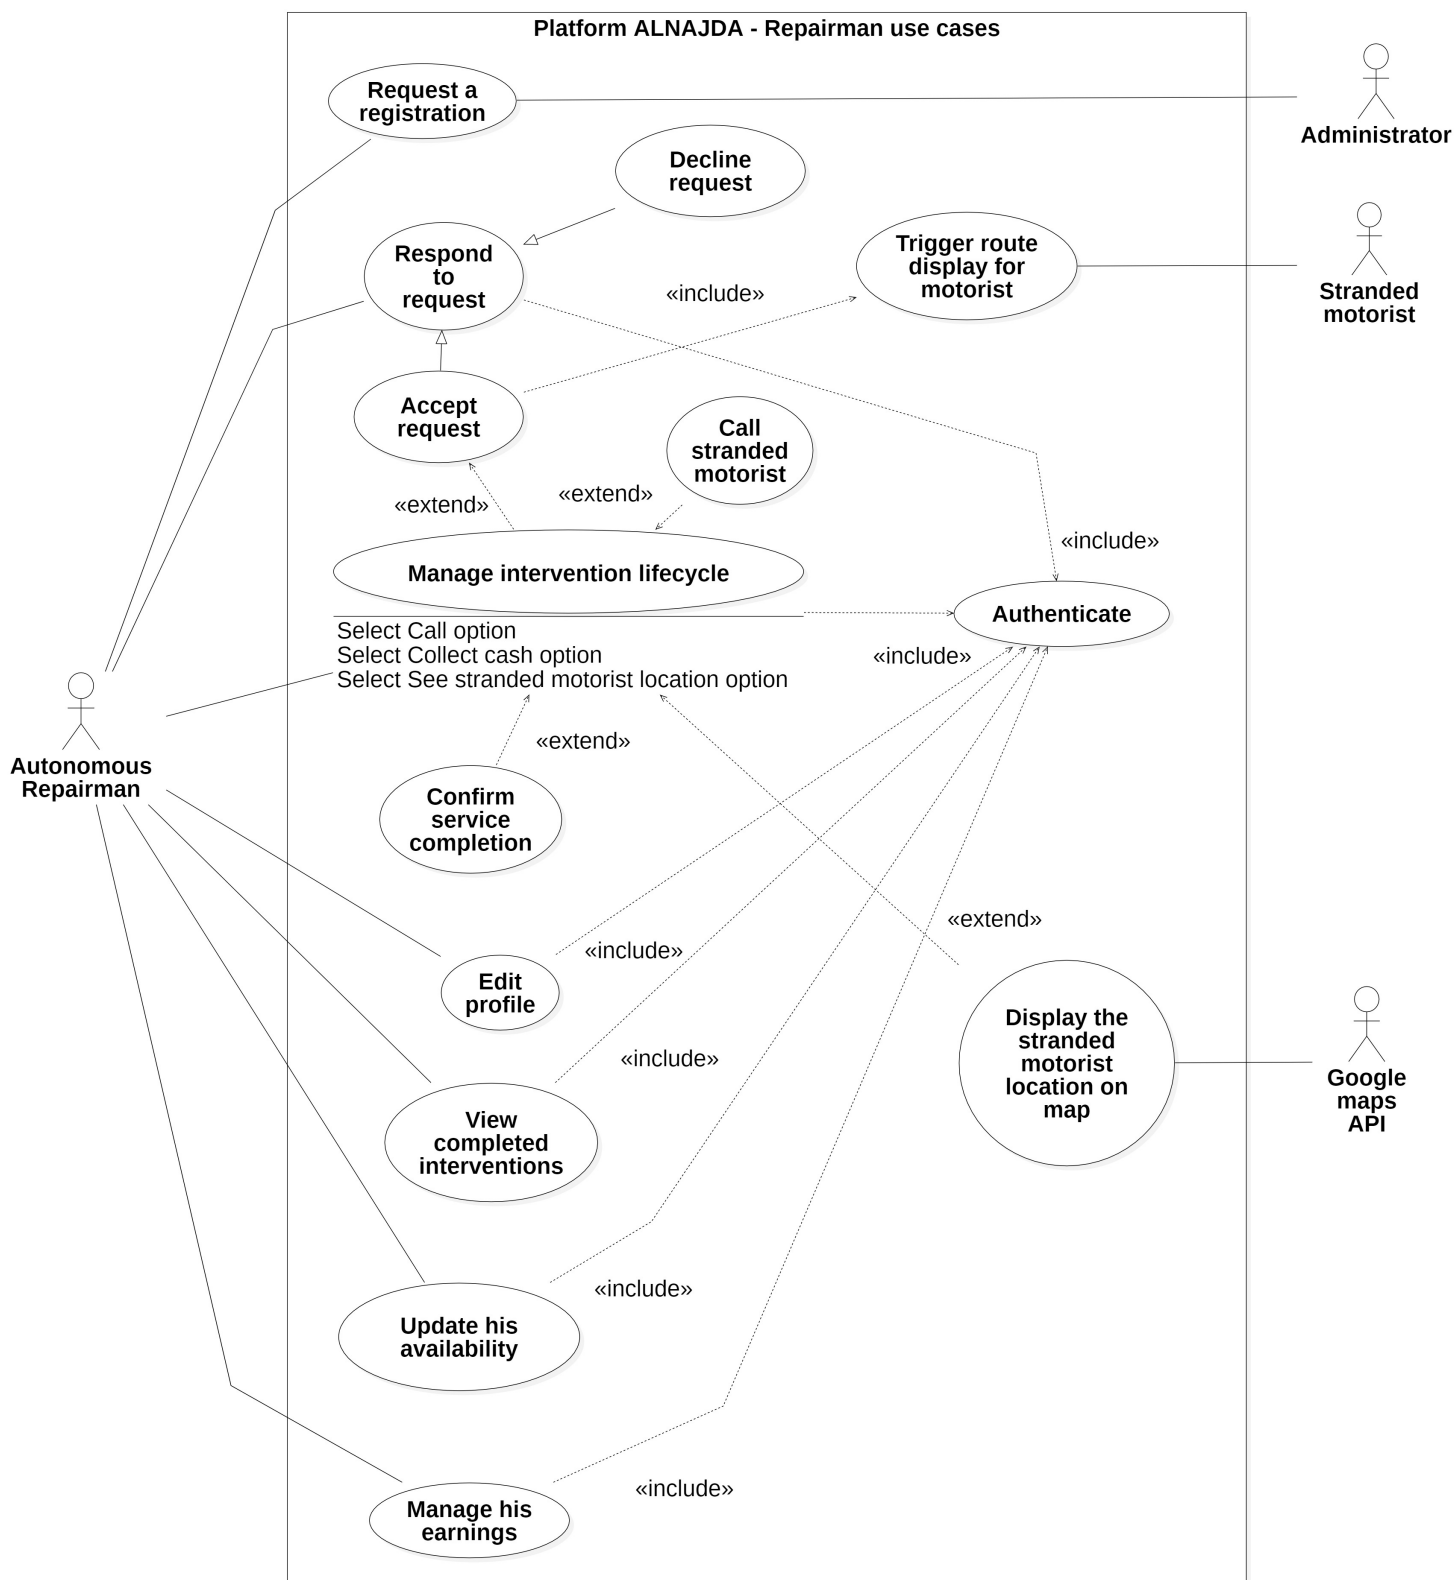 Platform ALNAJDA - Repairman use cases
Request a
registration
Administrator
Decline
request
Respond
to
request
Trigger route
display for
motorist
«include»
Stranded
motorist
Accept
request
Call
stranded
motorist
«extend»
«extend»
«include»
Manage intervention lifecycle
Authenticate
Select Call option
Select Collect cash option
Select See stranded motorist location option
«include»
«extend»
Autonomous
Repairman
Confirm
service
completion
«extend»
«include»
Edit
profile
Display the
stranded
motorist
location on
map
Google
maps
API
«include»
View
completed
interventions
«include»
Update his
availability
«include»
Manage his
earnings